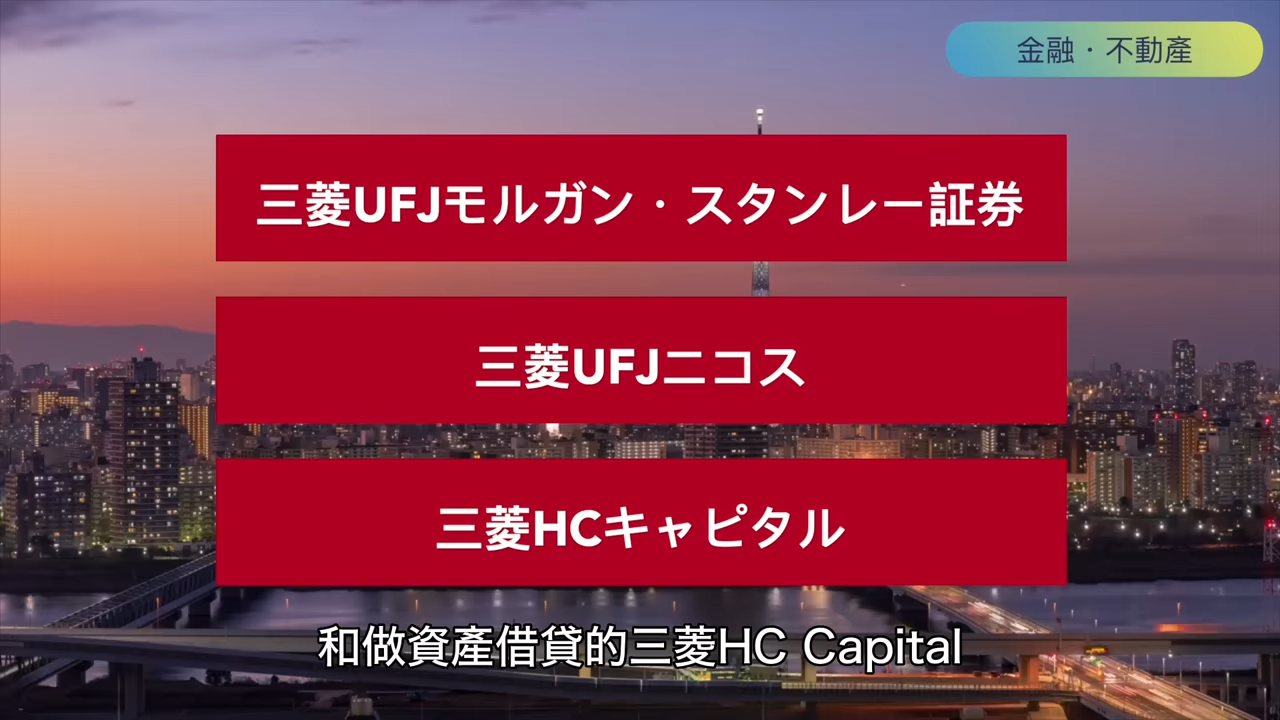 金融・不動產
三菱UFJモルガン・スタンレー証券
三菱UFJニコス
三菱HCキャピタル
和做資產借貸的三菱HC Capital